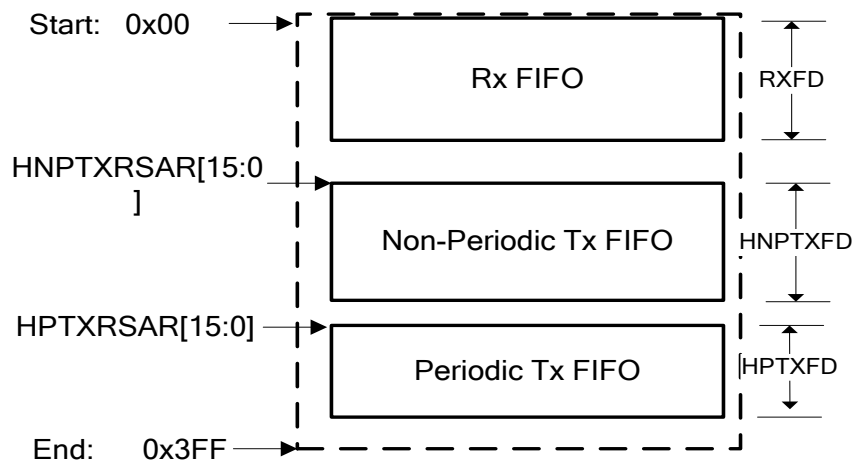 Start: 0x00
Rx FIFO
RXFD
HNPTXRSAR[15:0
]
Non-Periodic Tx FIFO
HNPTXFD
HPTXRSAR[15:0]
Periodic Tx FIFO
HPTXFD
End: 0x3FF